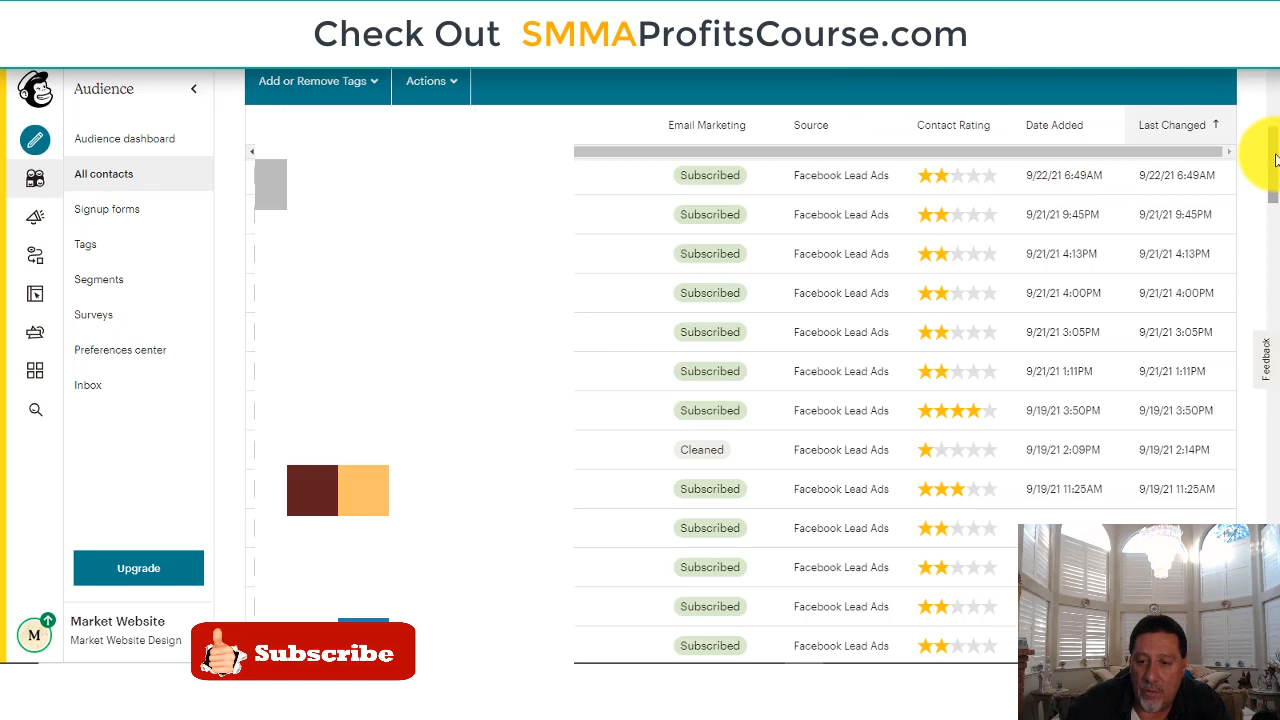 Check Out SMMAProfitsCourse.com
Audience
Add or Remove Tags
Actions
Audience dashboard
All contacts
Signup forms
Tags
Segments
Surveys
Preferences center
Inbox
Upgrade
Market Website
Market Website Design
M
Email Marketing Source Contact Rating Date Added Last Changed
Subscribed Facebook Lead Ads 9/22/21 6:49AM 9/22/21 6:49AM
Subscribed Facebook Lead Ads 9/21/21 9:45PM 9/21/21 9:45PM
Subscribed Facebook Lead Ads 9/21/21 4:13PM 9/21/21 4:13PM
Subscribed Facebook Lead Ads 9/21/21 4:00PM 9/21/21 4:00PM
Subscribed Facebook Lead Ads 9/21/21 3:05PM 9/21/21 3:05PM
Subscribed Facebook Lead Ads 9/21/21 1:11PM 9/21/21 1:11PM
Subscribed Facebook Lead Ads 9/19/21 3:50PM 9/19/21 3:50PM
Cleaned Facebook Lead Ads 9/19/21 2:09PM 9/19/21 2:14PM
Subscribed Facebook Lead Ads 9/19/21 11:25AM 9/19/21 11:25AM
Subscribed Facebook Lead Ads
Subscribed Facebook Lead Ads
Subscribed Facebook Lead Ads
Subscribed Facebook Lead Ads
Feedback
Subscribe